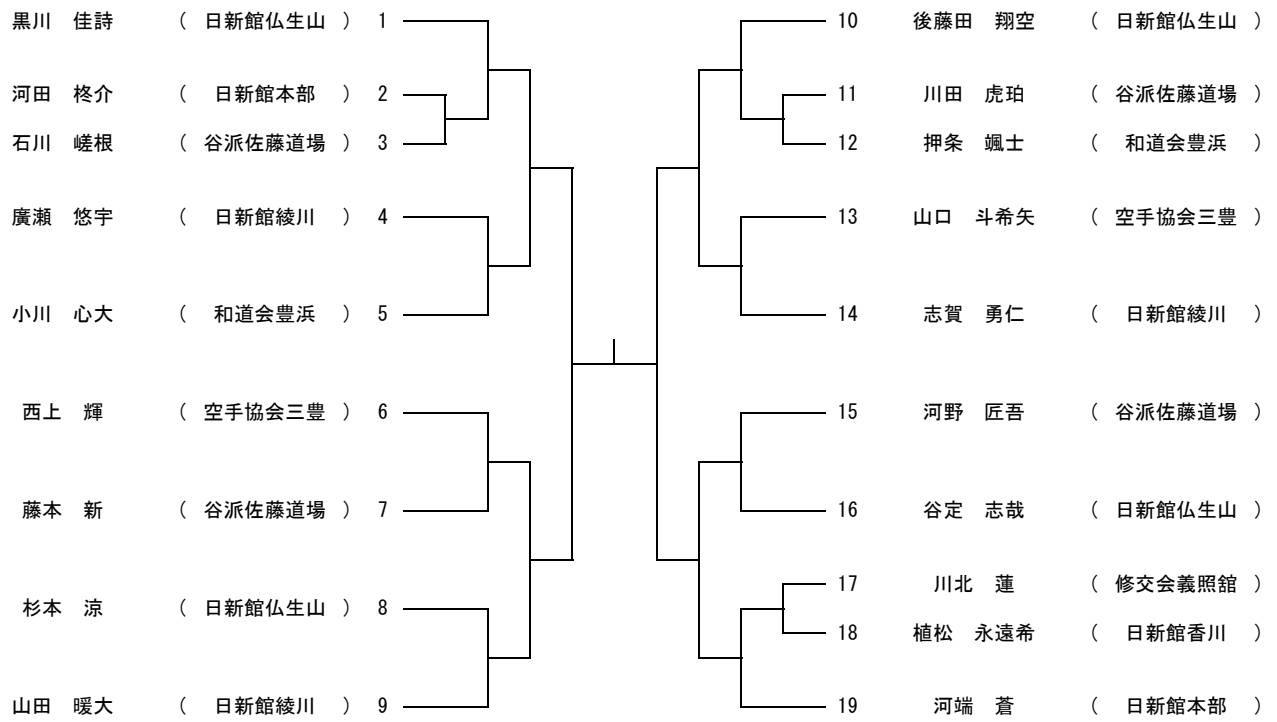 黒川　佳詩　（　日新館仏生山　）　1
河田　柊介　（　日新館本部　）　2
石川　嵯根　（　谷派佐藤道場　）　3
廣瀬　悠宇　（　日新館綾川　）　4
小川　心大　（　和道会豊浜　）　5
西上　輝　（　空手協会三豊　）　6
藤本　新　（　谷派佐藤道場　）　7
杉本　涼　（　日新館仏生山　）　8
山田　暖大　（　日新館綾川　）　9
10　後藤田　翔空　（　日新館仏生山　）
11　川田　虎珀　（　谷派佐藤道場　）
12　押条　颯士　（　和道会豊浜　）
13　山口　斗希矢　（　空手協会三豊　）
14　志賀　勇仁　（　日新館綾川　）
15　河野　匠吾　（　谷派佐藤道場　）
16　谷定　志哉　（　日新館仏生山　）
17　川北　蓮　（　修交会義照舘　）
18　植松　永遠希　（　日新館香川　）
19　河端　蒼　（　日新館本部　）